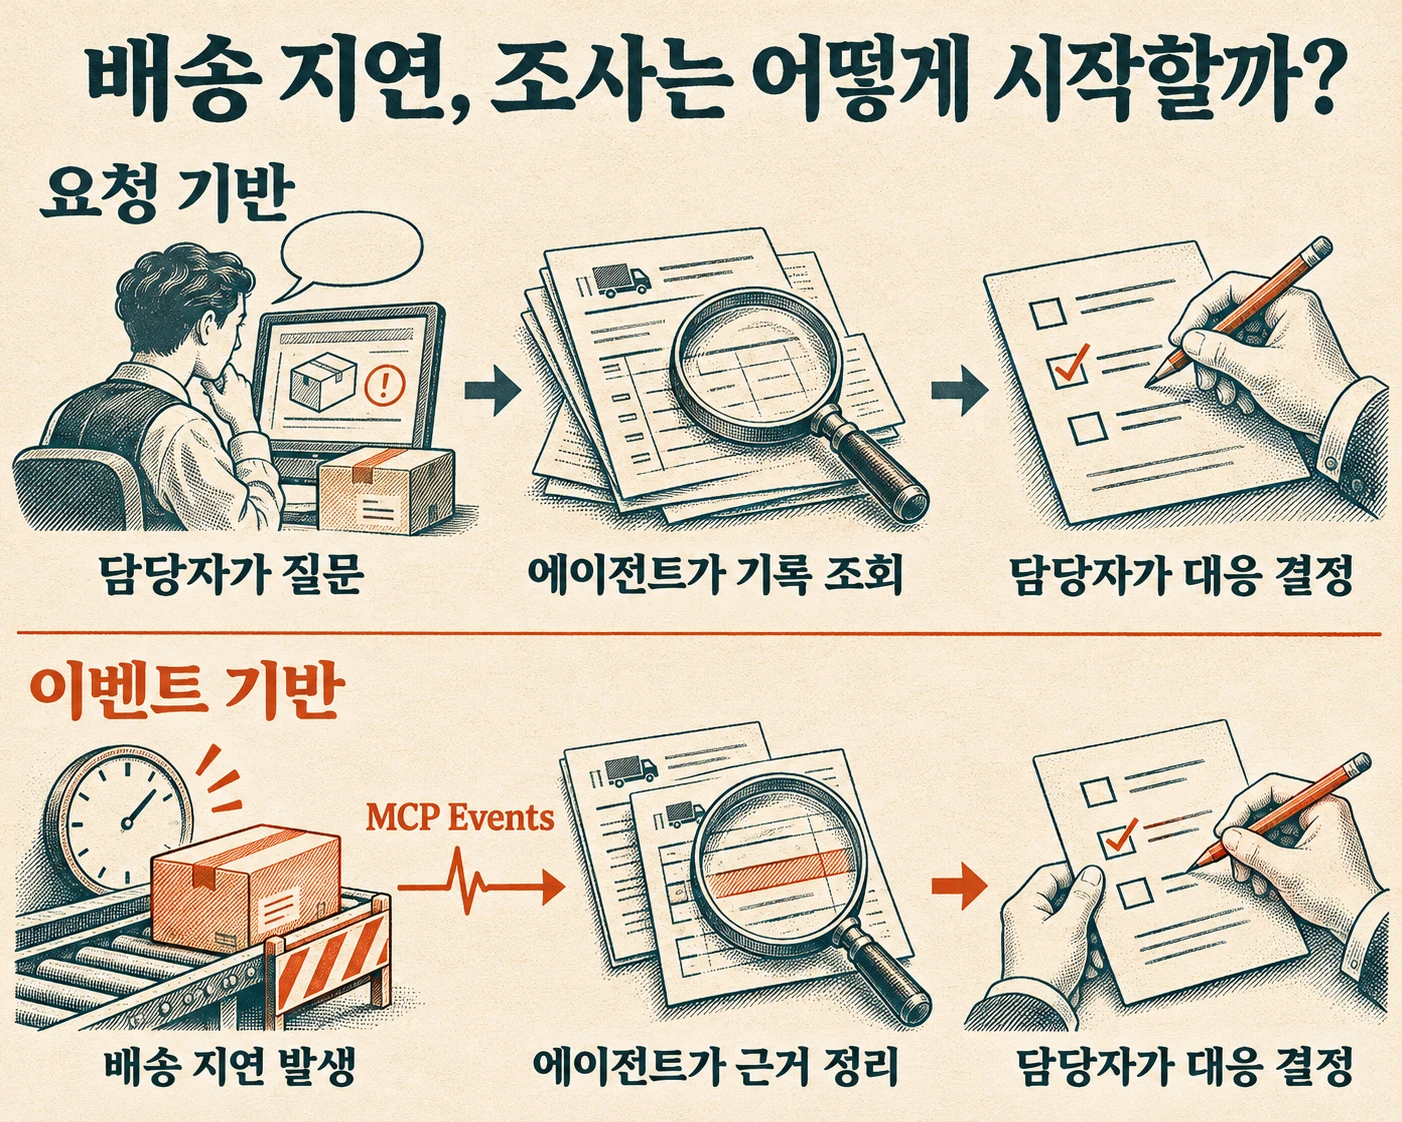 배송 지연, 조사는 어떻게 시작할까?
요청 기반
담당자가 질문
에이전트가 기록 조회
담당자가 대응 결정
이벤트 기반
MCP Events
배송 지연 발생
에이전트가 근거 정리
담당자가 대응 결정